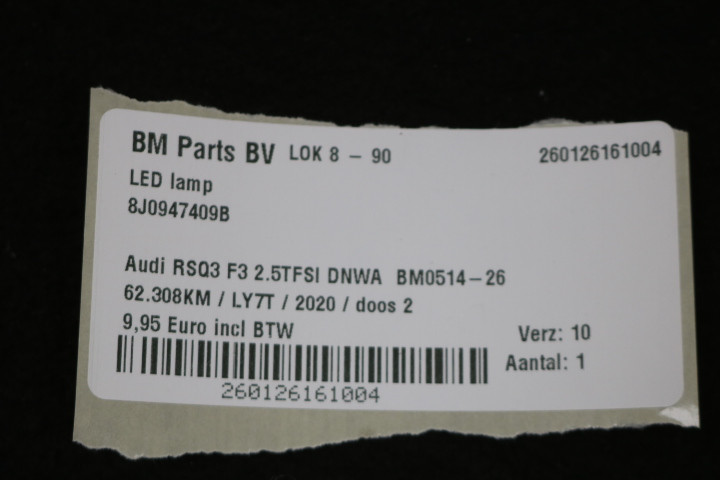 BM Parts BV LOK 8 - 90 260126161004
LED lamp
8J0947409B
Audi RSQ3 F3 2.5TFSI DNWA BM0514-26
62.308KM / LY7T / 2020 / doos 2
9,95 Euro incl BTW Verz: 10
Aantal: 1
260126161004